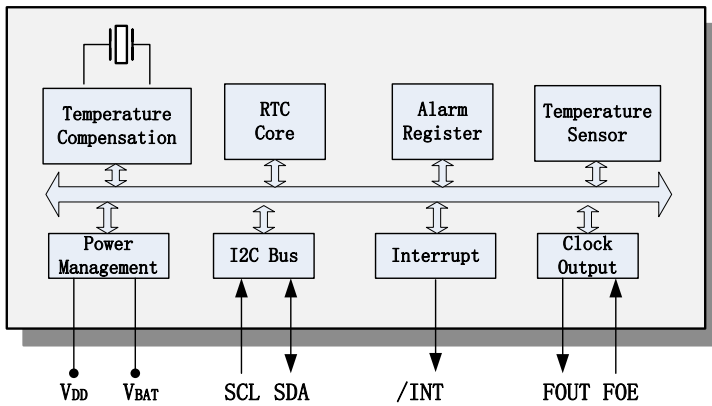 Temperature
Compensation
RTC
Core
Alarm
Register
Temperature
Sensor
Power
Management
I2C Bus
Interrupt
Clock
Output
VDD
VBAT
SCL SDA
/INT
FOUT FOE